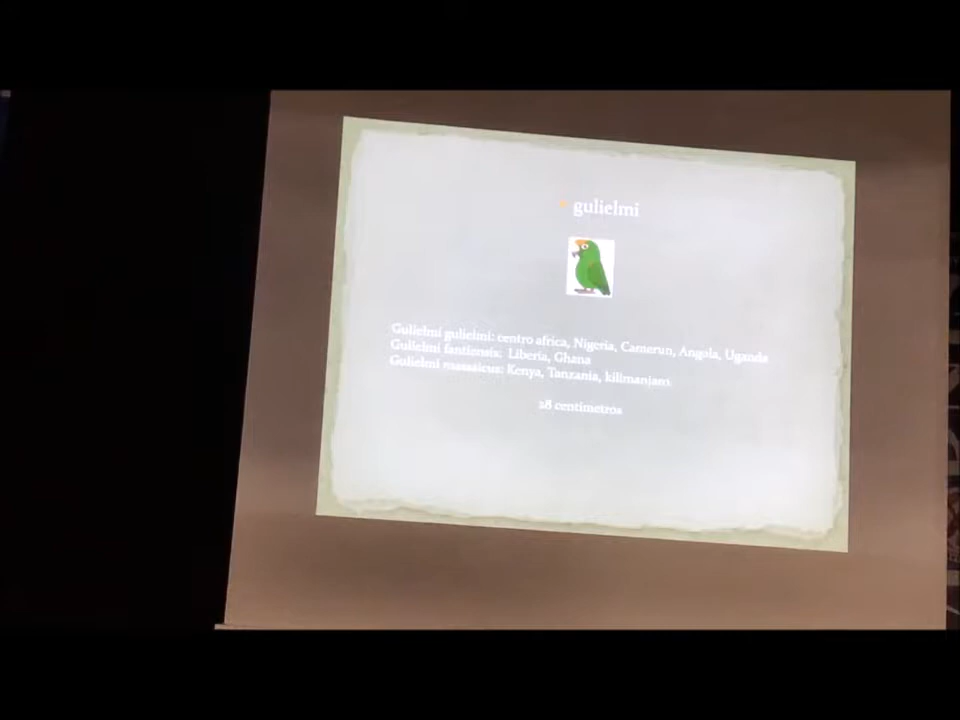 gulielmi
Gulielmi gulielmi: centro africa, Nigeria, Camerun, Angola, Uganda
Gulielmi fantiensis: Liberia, Ghana
Gulielmi massaicus: Kenya, Tanzania, kilimanjaro
28 centimetros